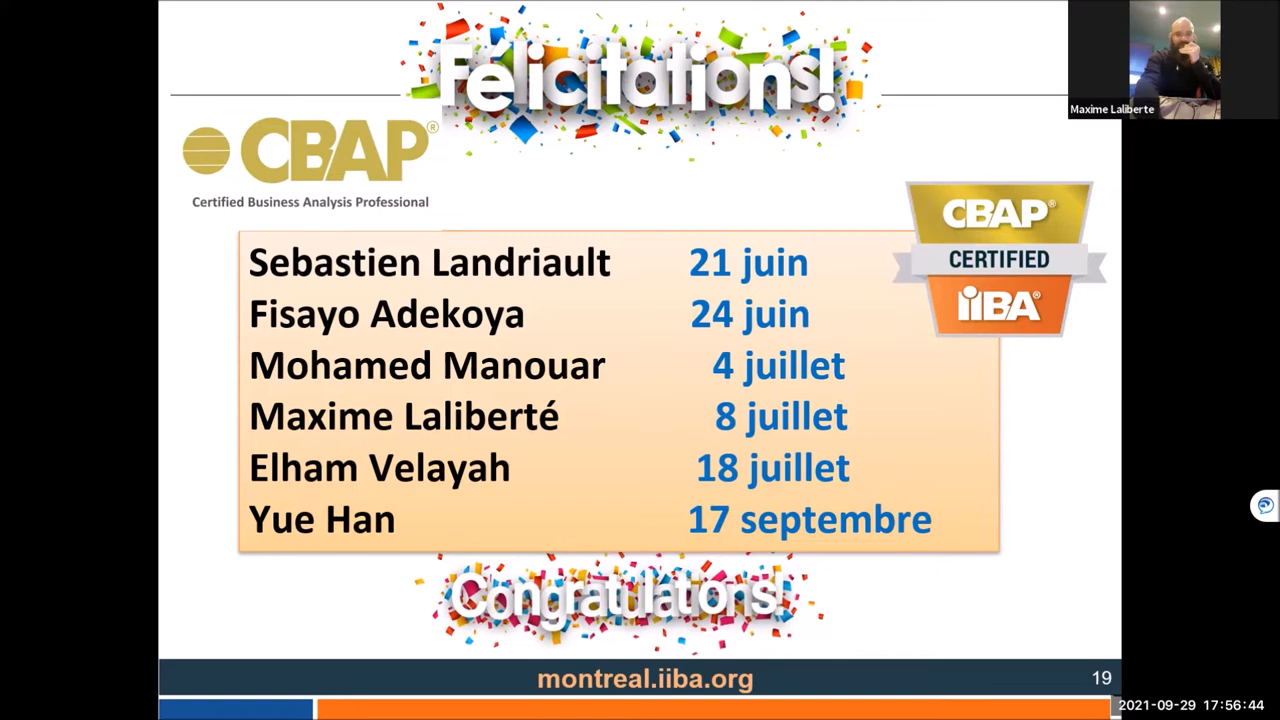 Félicitations!
Maxime Laliberte
CBAP®
Certified Business Analysis Professional
CBAP®
CERTIFIED
iiBA®
Sebastien Landriault 21 juin
Fisayo Adekoya 24 juin
Mohamed Manouar 4 juillet
Maxime Laliberté 8 juillet
Elham Velayah 18 juillet
Yue Han 17 septembre
Congratulations!
montreal.iiba.org
19
2021-09-29 17:56:44